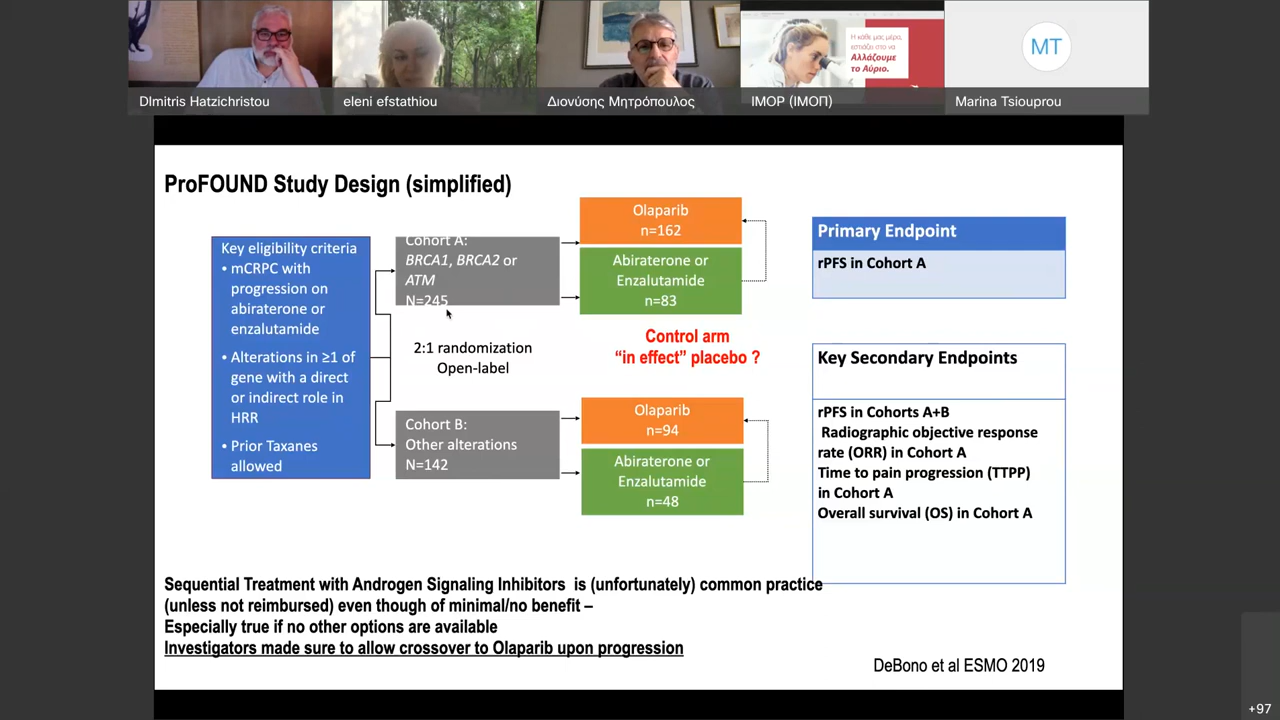 Η κάθε μας μέρα,
εστιάζει στο να
Αλλάζουμε
το Αύριο.
MT
DImitris Hatzichristou
eleni efstathiou
Διονύσης Μητρόπουλος
IMOP (ΙΜΟΠ)
Marina Tsiouprou
ProFOUND Study Design (simplified)
Key eligibility criteria
• mCRPC with
progression on
abiraterone or
enzalutamide
• Alterations in ≥1 of
gene with a direct
or indirect role in
HRR
• Prior Taxanes
allowed
Cohort A:
BRCA1, BRCA2 or
ATM
N=245
2:1 randomization
Open-label
Cohort B:
Other alterations
N=142
Olaparib
n=162
Abiraterone or
Enzalutamide
n=83
Control arm
“in effect” placebo ?
Olaparib
n=94
Abiraterone or
Enzalutamide
n=48
Primary Endpoint
rPFS in Cohort A
Key Secondary Endpoints
rPFS in Cohorts A+B
Radiographic objective response
rate (ORR) in Cohort A
Time to pain progression (TTPP)
in Cohort A
Overall survival (OS) in Cohort A
Sequential Treatment with Androgen Signaling Inhibitors is (unfortunately) common practice
(unless not reimbursed) even though of minimal/no benefit –
Especially true if no other options are available
Investigators made sure to allow crossover to Olaparib upon progression
DeBono et al ESMO 2019
+97